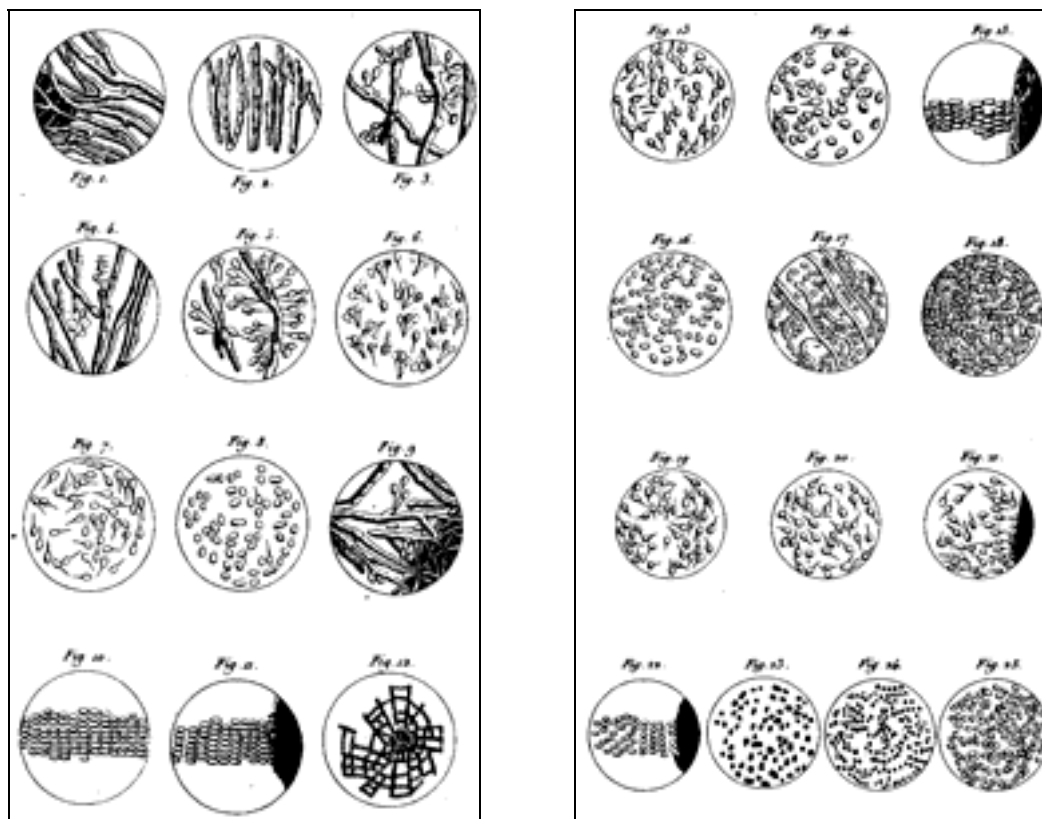 Fig. 1.
Fig. 2
Fig. 3.
Fig. 4.
Fig. 5.
Fig. 6.
Fig. 7.
Fig. 8.
Fig. 9
Fig. 10.
Fig. 11.
Fig. 12.
Fig. 13
Fig. 14.
Fig. 15.
Fig. 16.
Fig. 17.
Fig. 18.
Fig. 19
Fig. 20.
Fig. 21.
Fig. 22.
Fig. 23.
Fig. 24.
Fig. 25.